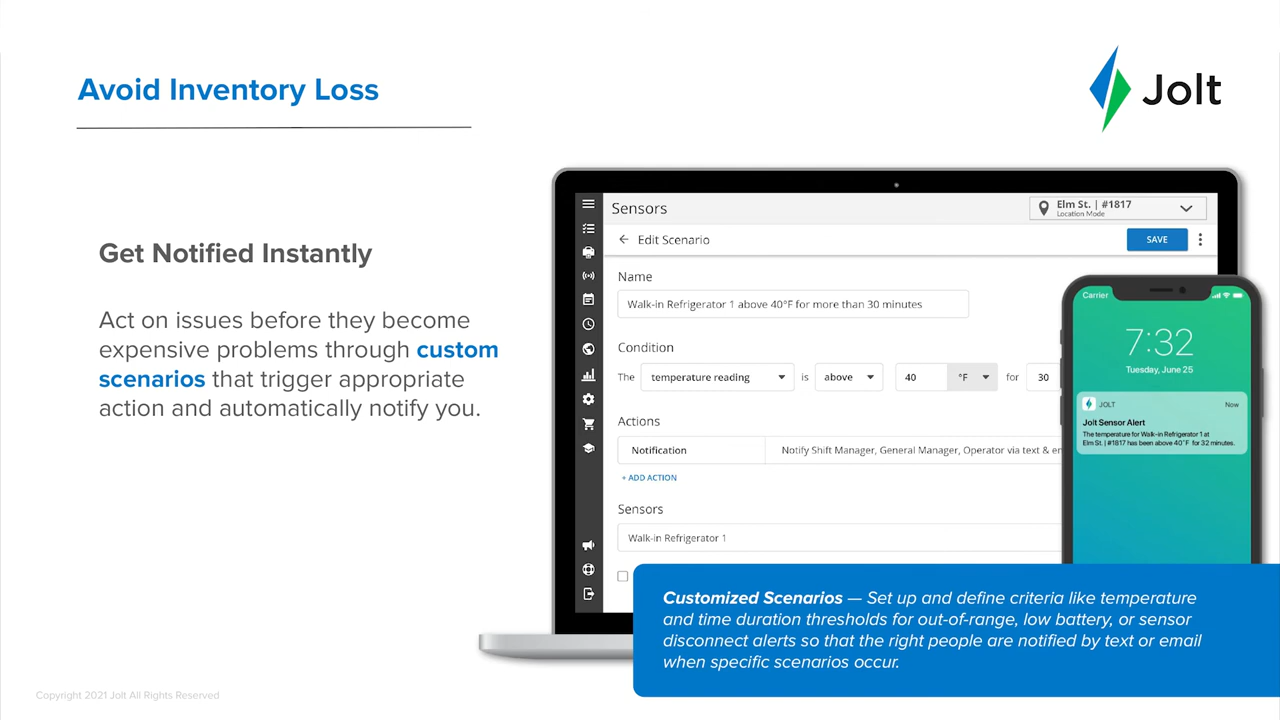 Avoid Inventory Loss
Jolt
Get Notified Instantly
Act on issues before they become
expensive problems through custom
scenarios that trigger appropriate
action and automatically notify you.
Sensors
Elm St. | #1817
Location Mode
Edit Scenario
SAVE
Name
Walk-in Refrigerator 1 above 40°F for more than 30 minutes
Condition
The temperature reading is above 40 °F for 30
Actions
Notification Notify Shift Manager, General Manager, Operator via text & em
+ ADD ACTION
Sensors
Walk-in Refrigerator 1
Carrier
7:32
Tuesday, June 25
JOLT Now
Jolt Sensor Alert
The temperature for Walk-in Refrigerator 1 at
Elm St. | #1817 has been above 40°F for 32 minutes.
Customized Scenarios — Set up and define criteria like temperature
and time duration thresholds for out-of-range, low battery, or sensor
disconnect alerts so that the right people are notified by text or email
when specific scenarios occur.
Copyright 2021 Jolt All Rights Reserved